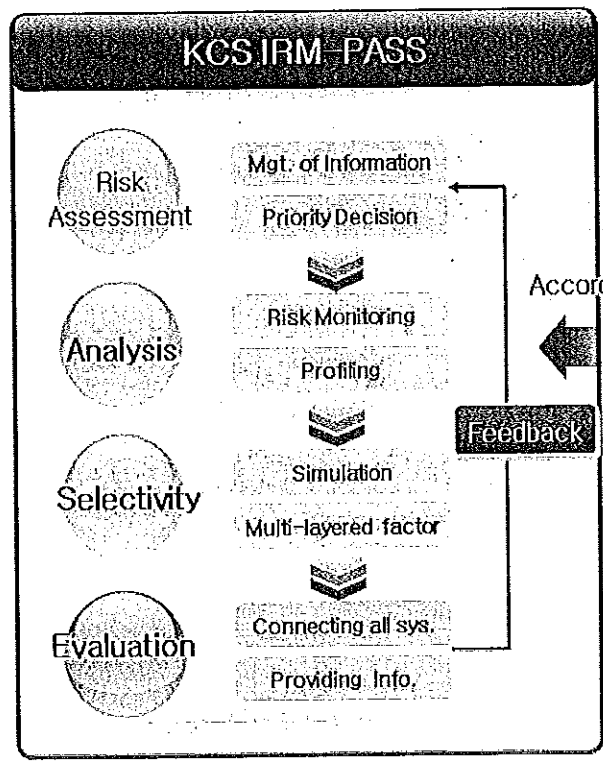 KCS IRM-PASS
Risk
Assessment
Mgt. of Information
Priority Decision
Analysis
Risk Monitoring
Profiling
Accord
Feedback
Selectivity
Simulation
Multi-layered factor
Evaluation
Connecting all sys.
Providing Info.